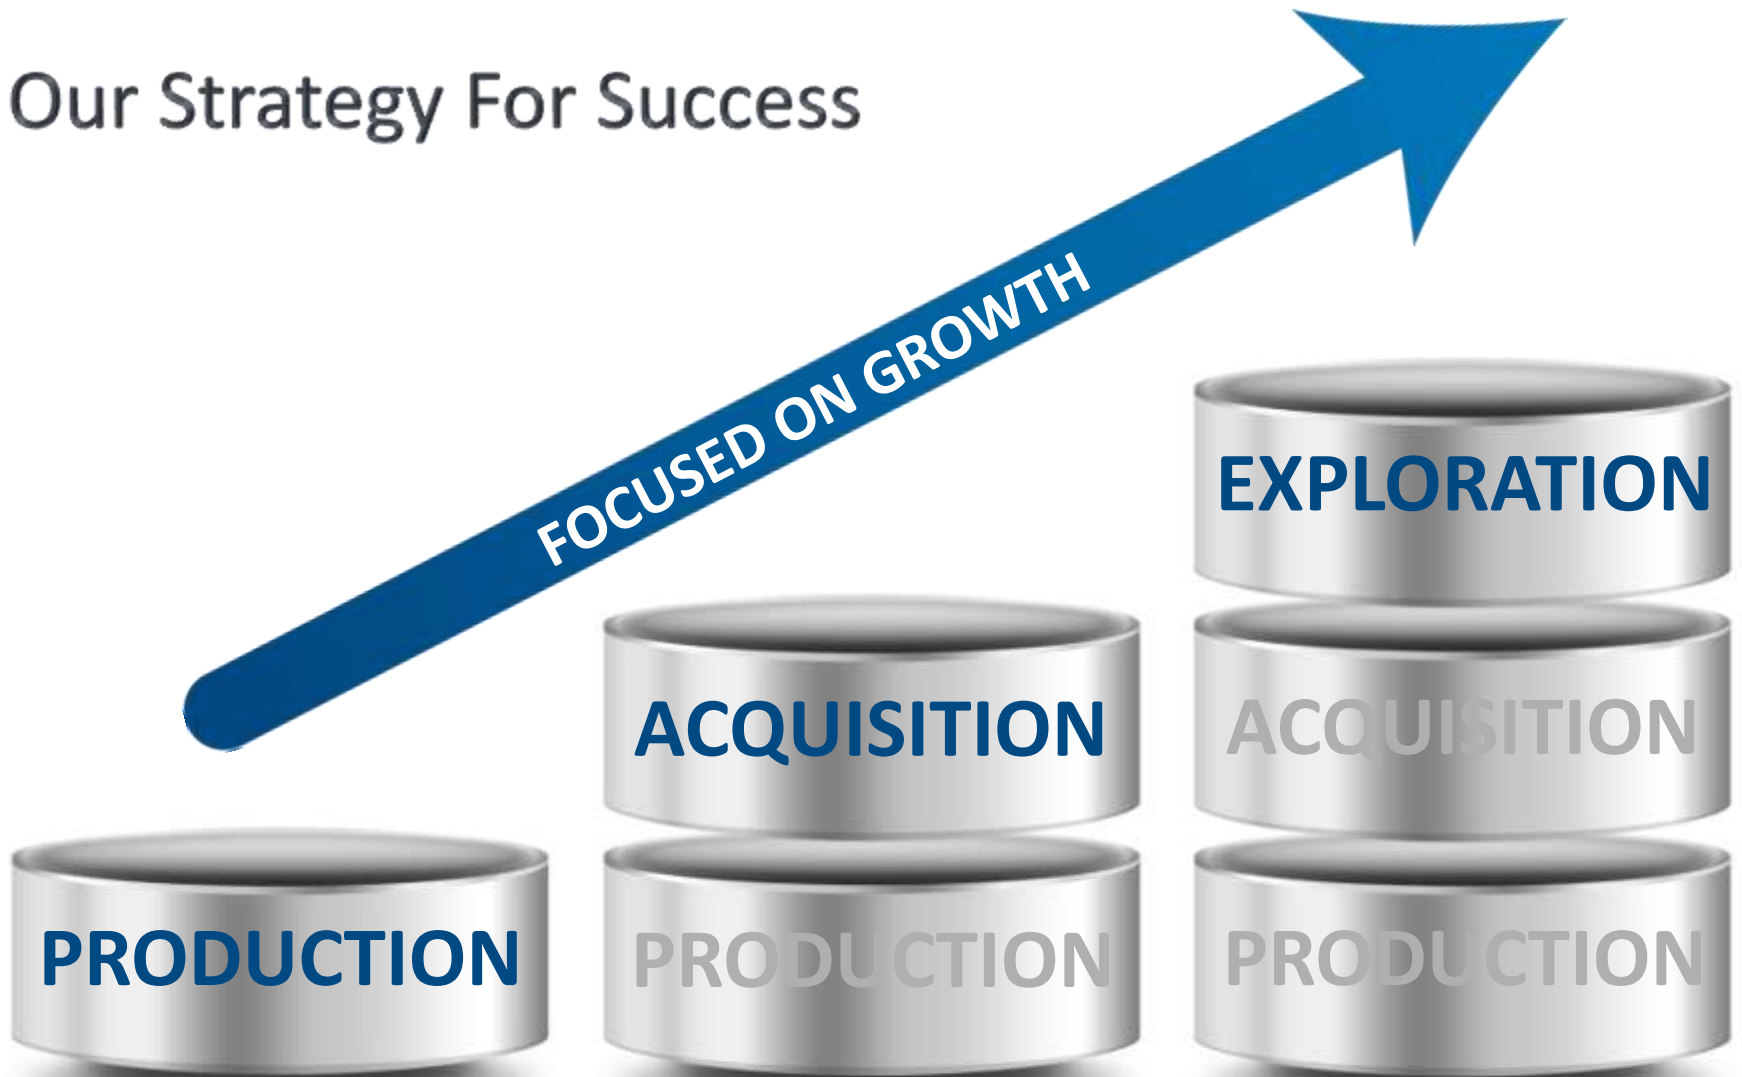 Our Strategy For Success
FOCUSED ON GROWTH
EXPLORATION
ACQUISITION
ACQUISITION
PRODUCTION
PRODUCTION
PRODUCTION